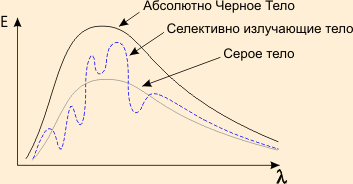 E
Абсолютно Черное Тело
Селективно излучающие тело
Серое тело
λ